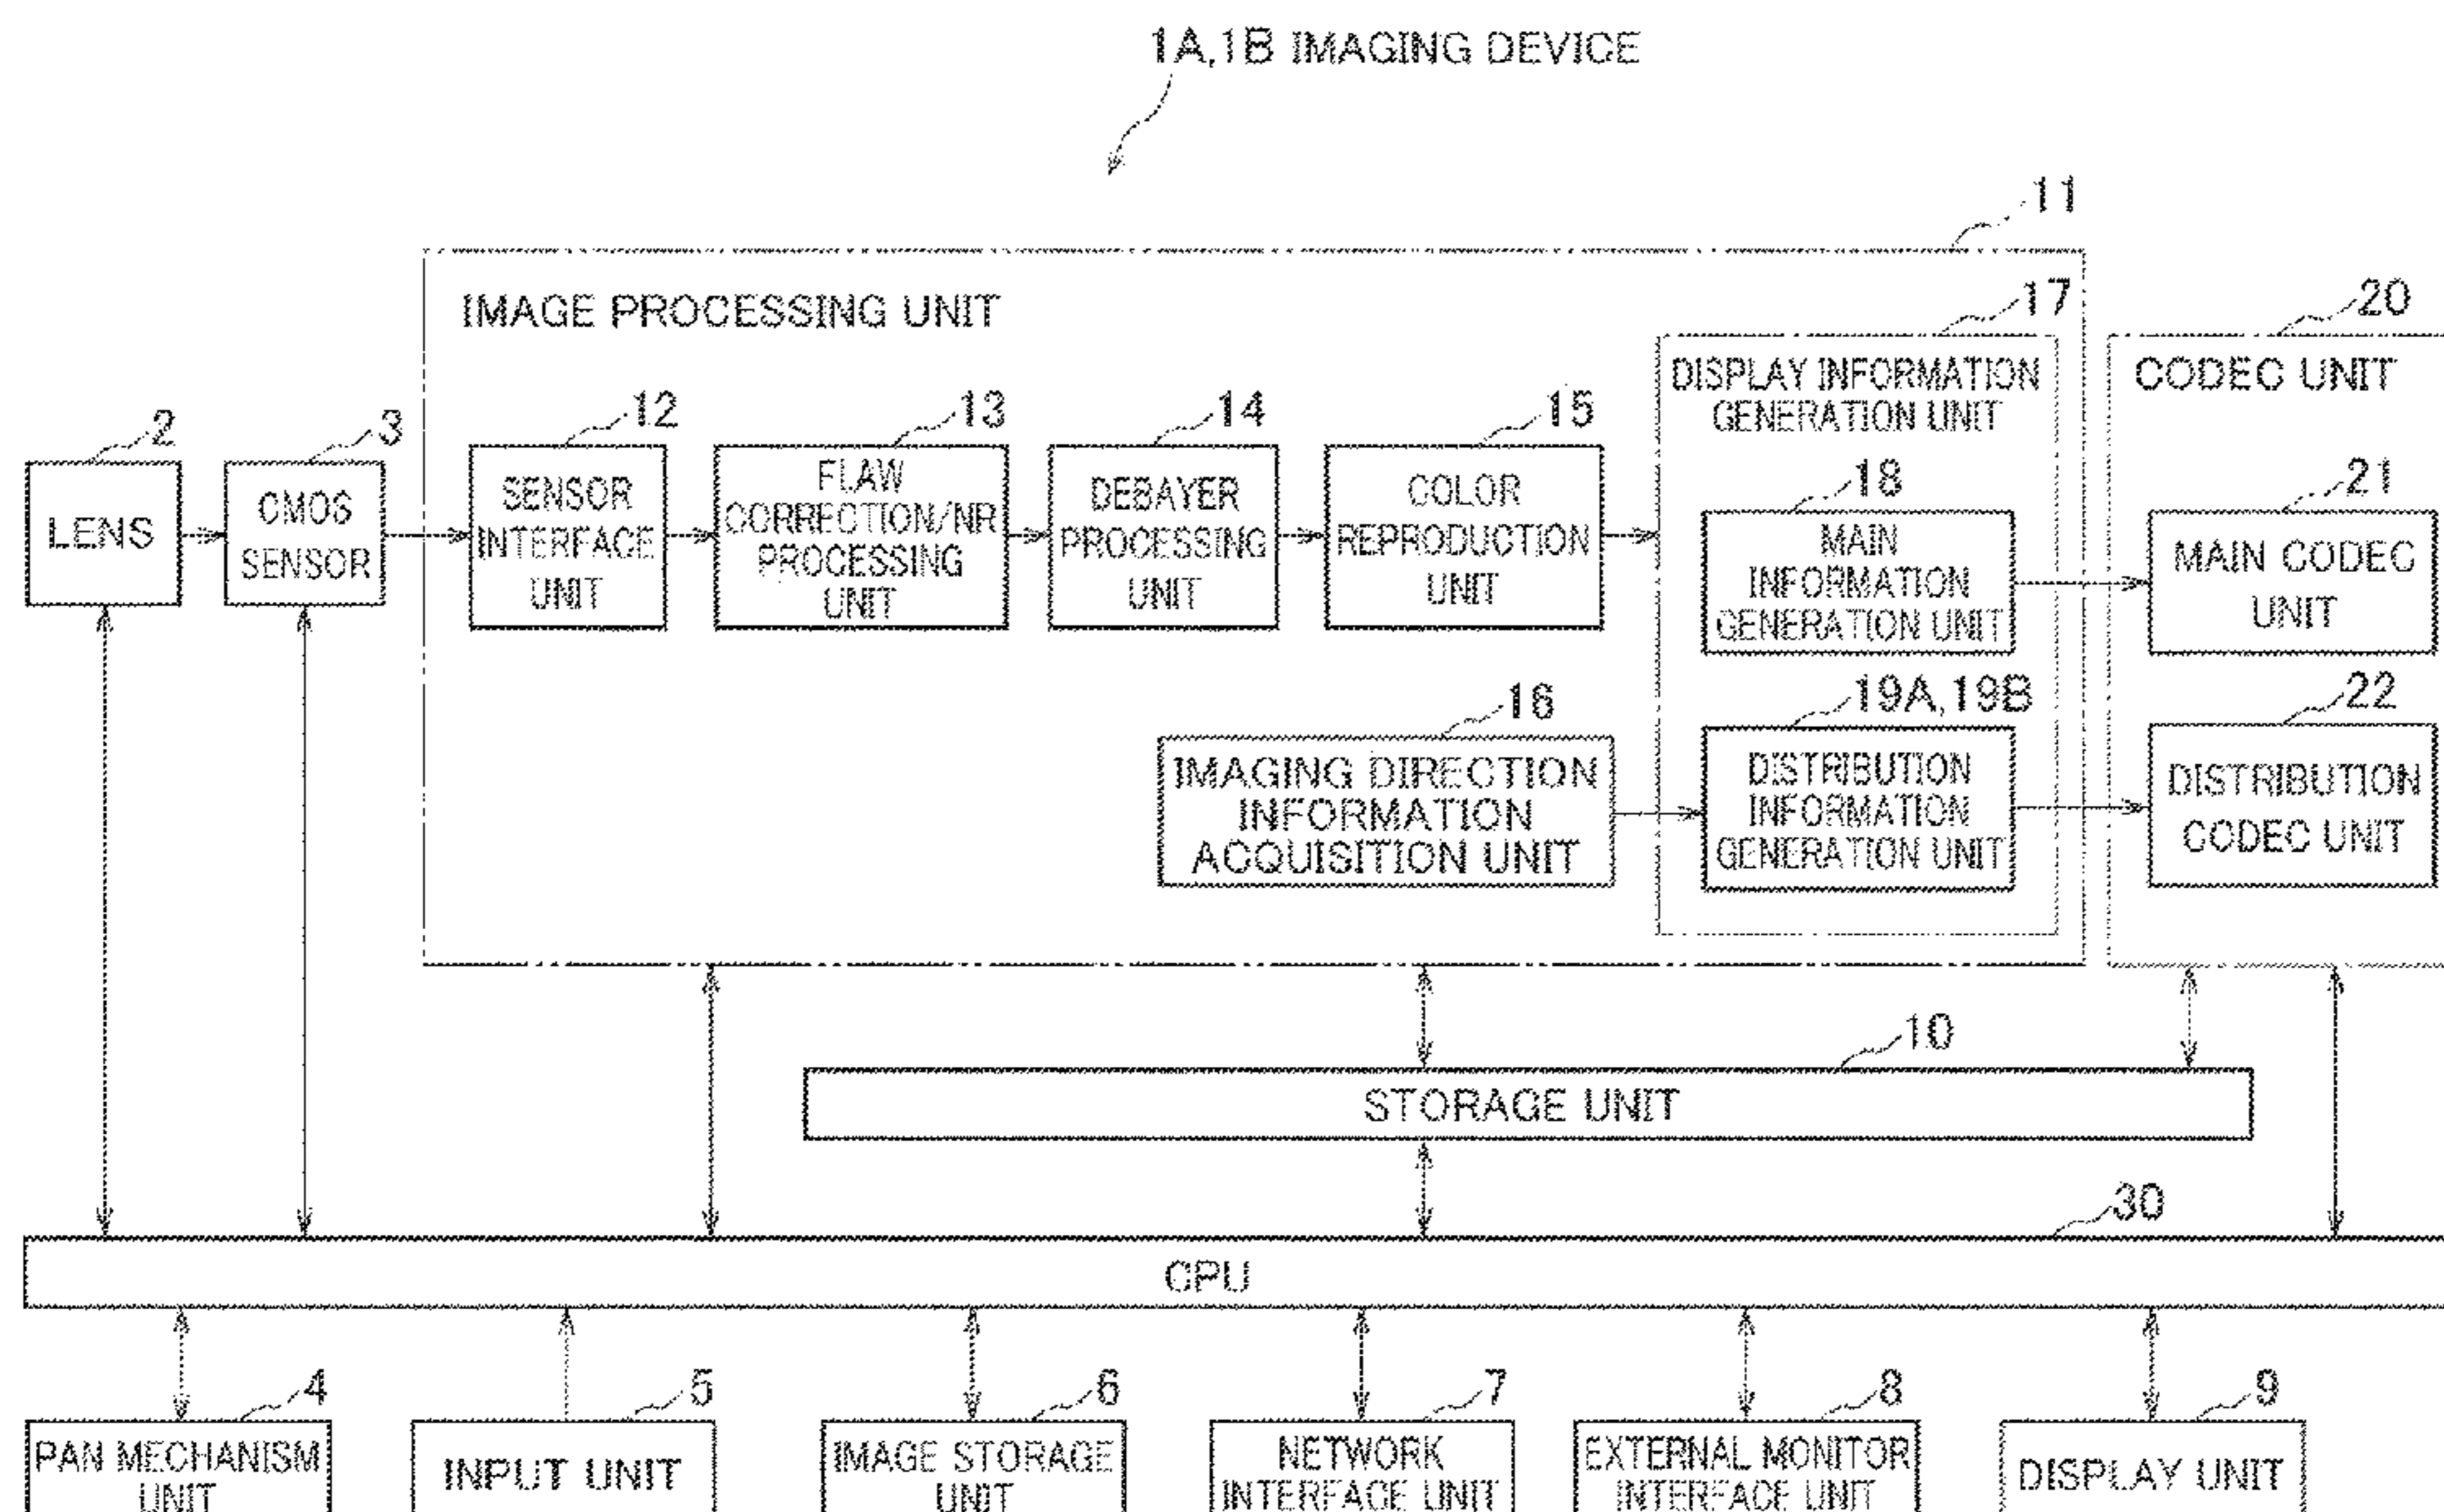 1A,1B IMAGING DEVICE
11
IMAGE PROCESSING UNIT
17
20
DISPLAY INFORMATION
GENERATION UNIT
CODEC UNIT
2
3
12
13
14
15
LENS
CMOS
SENSOR
SENSOR
INTERFACE
UNIT
FLAW
CORRECTION/NR
PROCESSING
UNIT
DEBAYER
PROCESSING
UNIT
COLOR
REPRODUCTION
UNIT
18
MAIN
INFORMATION
GENERATION UNIT
21
MAIN CODEC
UNIT
16
IMAGING DIRECTION
INFORMATION
ACQUISITION UNIT
19A,19B
DISTRIBUTION
INFORMATION
GENERATION UNIT
22
DISTRIBUTION
CODEC UNIT
10
STORAGE UNIT
30
CPU
4
PAN MECHANISM
UNIT
5
INPUT UNIT
6
IMAGE STORAGE
UNIT
7
NETWORK
INTERFACE UNIT
8
EXTERNAL MONITOR
INTERFACE UNIT
9
DISPLAY UNIT